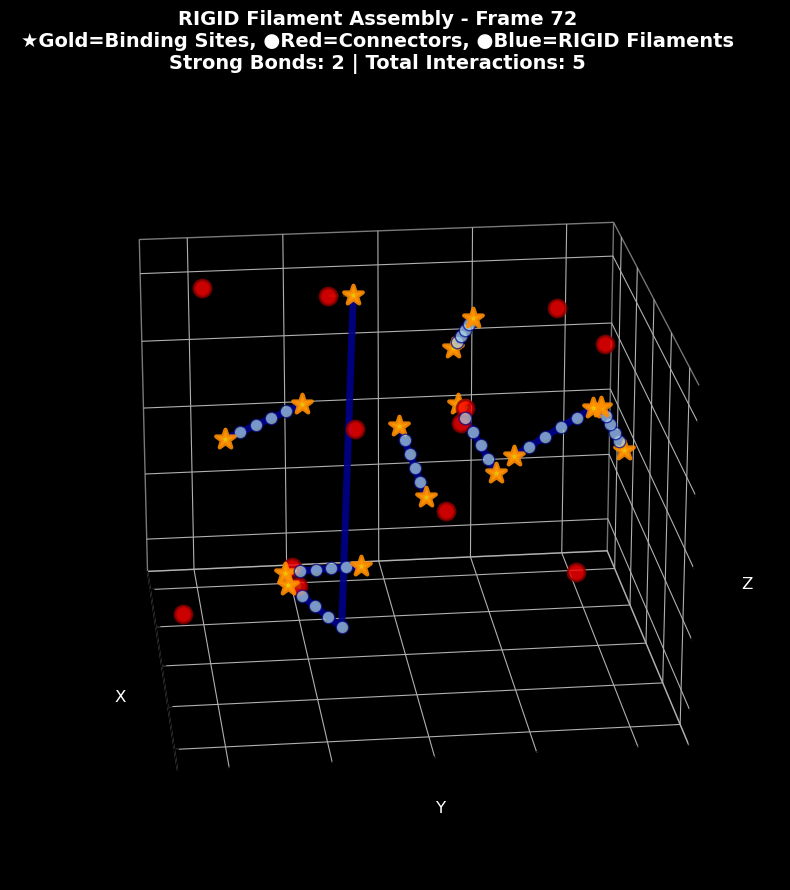 RIGID Filament Assembly - Frame 72
★Gold=Binding Sites, ●Red=Connectors, ●Blue=RIGID Filaments
Strong Bonds: 2 | Total Interactions: 5
Z
X
Y